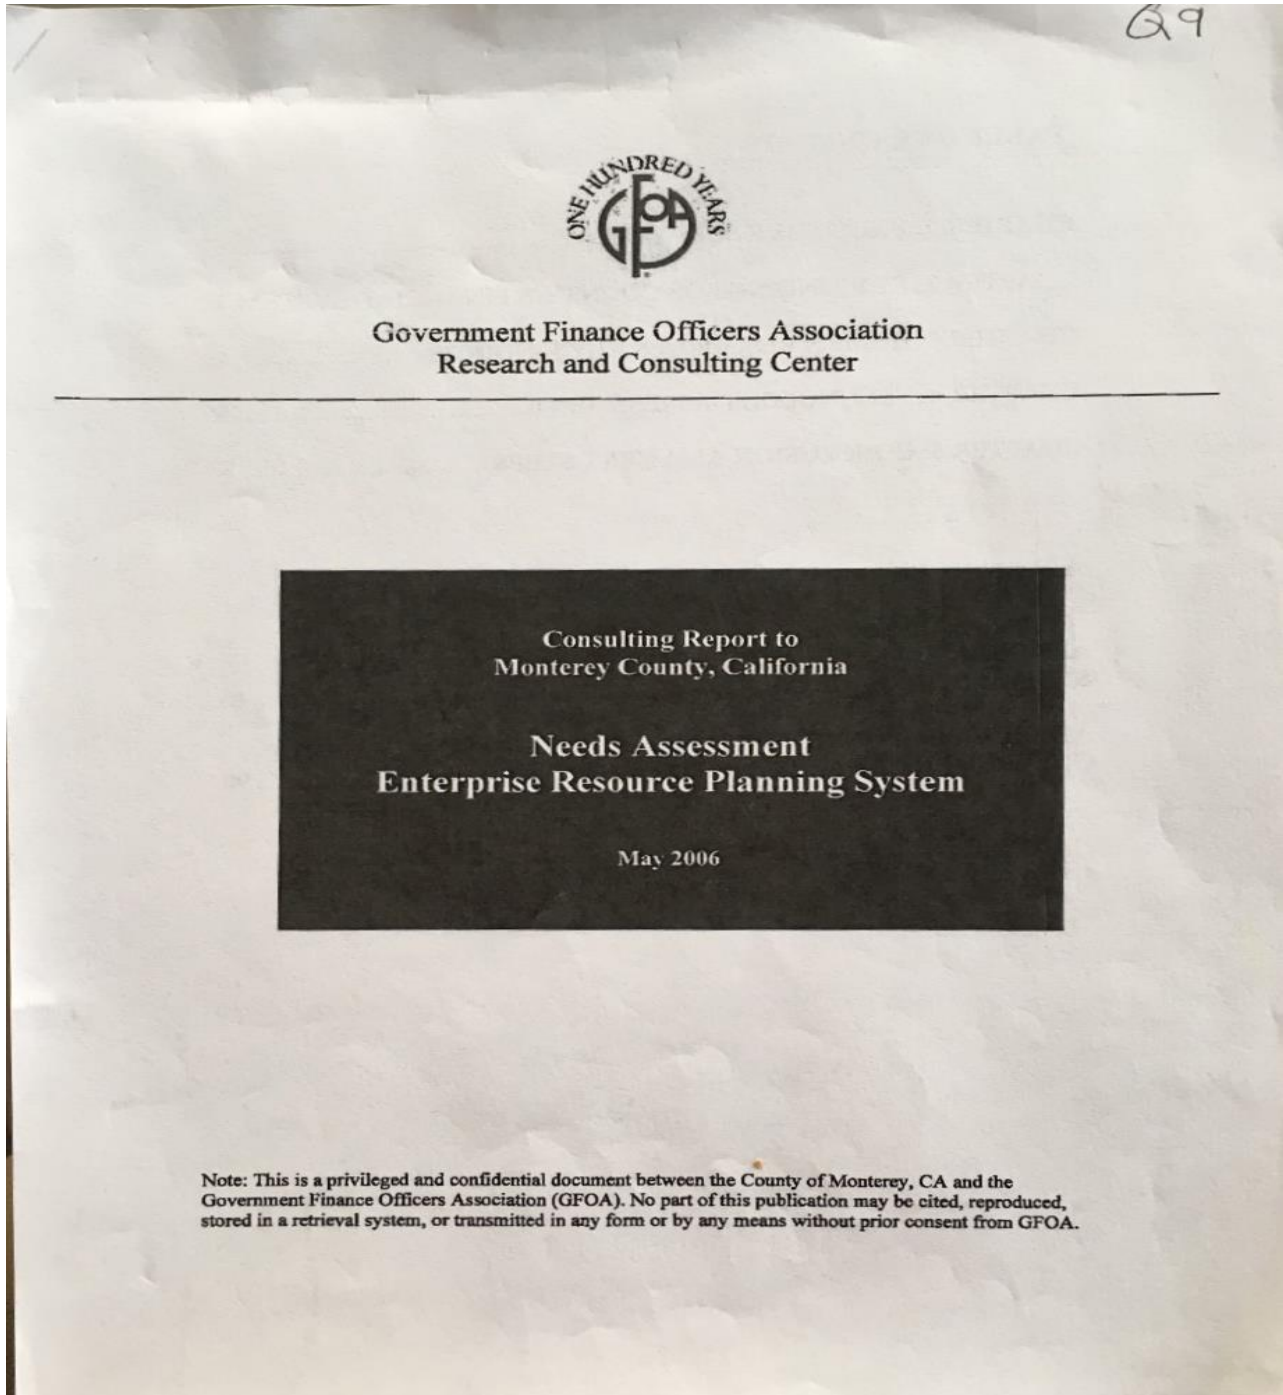 Q9
ONE HUNDRED YEARS
GFOA
Government Finance Officers Association
Research and Consulting Center
Consulting Report to
Monterey County, California
Needs Assessment
Enterprise Resource Planning System
May 2006
Note: This is a privileged and confidential document between the County of Monterey, CA and the
Government Finance Officers Association (GFOA). No part of this publication may be cited, reproduced,
stored in a retrieval system, or transmitted in any form or by any means without prior consent from GFOA.